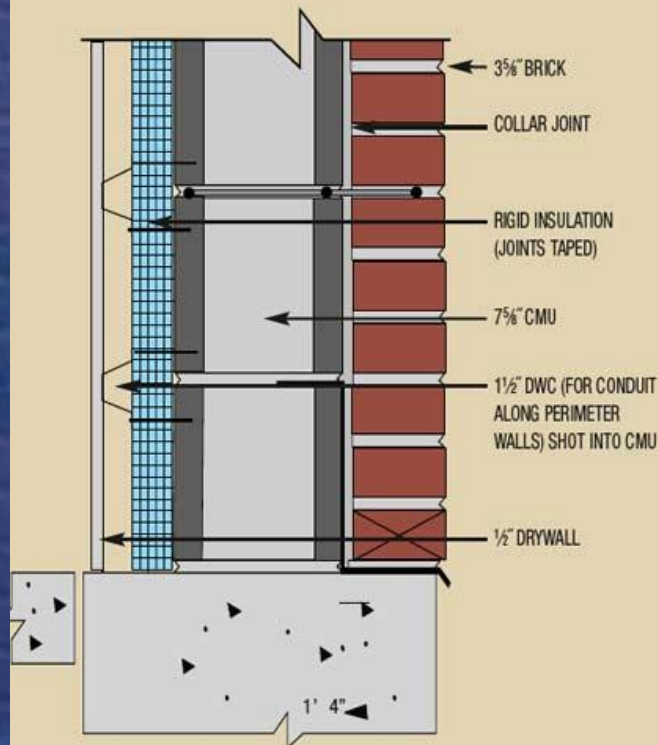 3⅝" BRICK
COLLAR JOINT
RIGID INSULATION
(JOINTS TAPED)
7⅝" CMU
1½" DWC (FOR CONDUIT
ALONG PERIMETER
WALLS) SHOT INTO CMU
½" DRYWALL
1' 4"